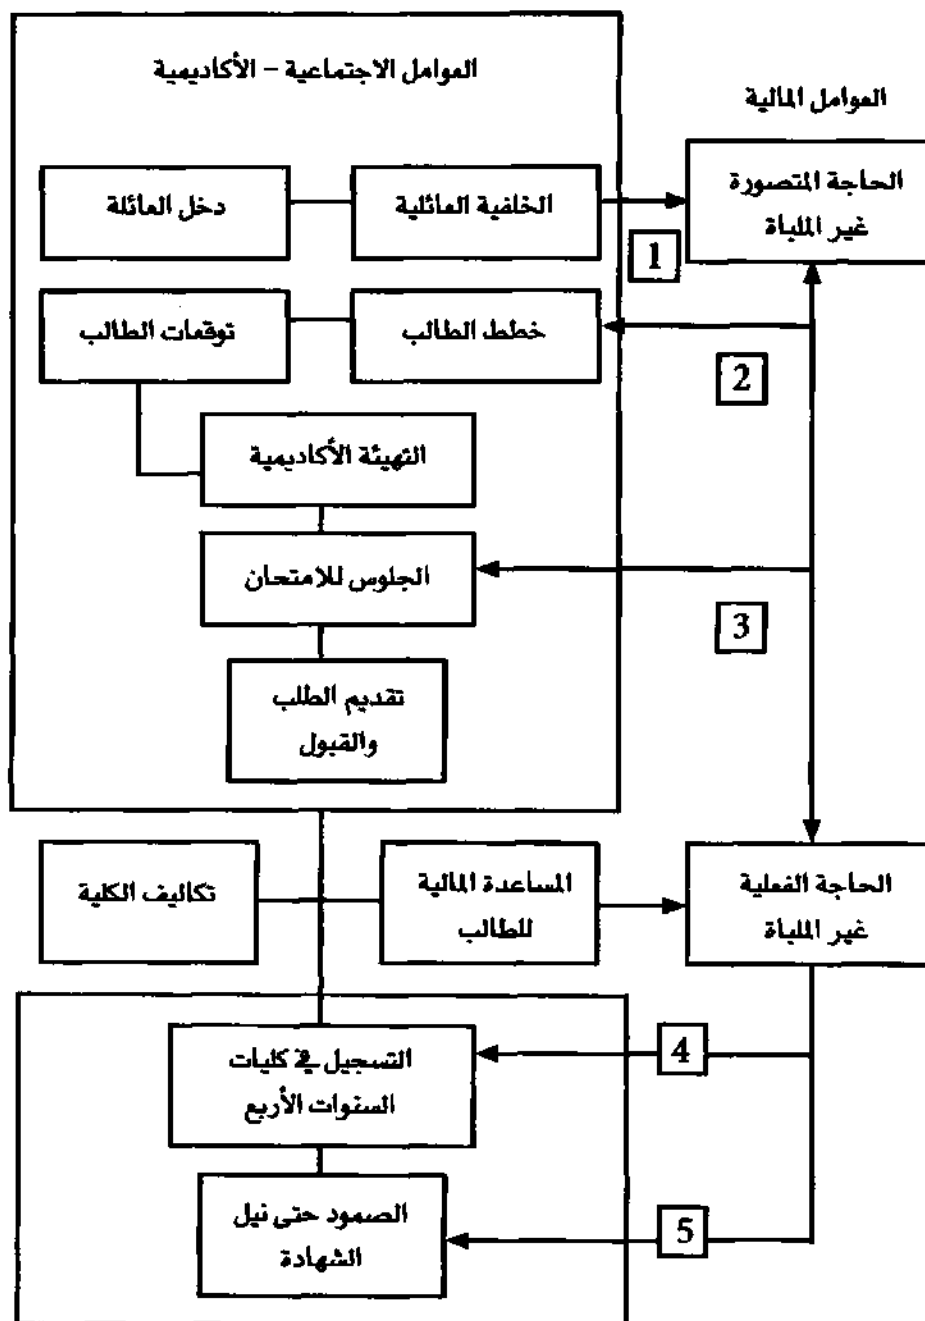 العوامل الاجتماعية – الأكاديمية
العوامل المالية
الحاجة المتصورة
غير الملباة
الخلفية العائلية
دخل العائلة
1
خطط الطالب
توقعات الطالب
2
التهيئة الأكاديمية
الجلوس للامتحان
3
تقديم الطلب
والقبول
الحاجة الفعلية
غير الملباة
المساعدة المالية
للطالب
تكاليف الكلية
التسجيل في كليات
السنوات الأربع
4
الصمود حتى نيل
الشهادة
5